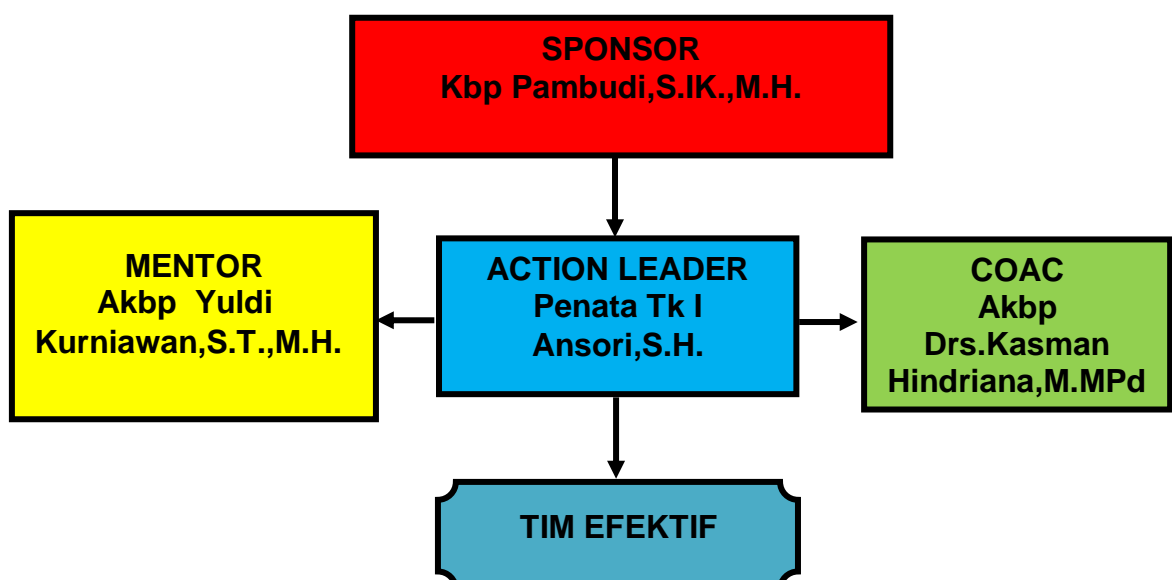 SPONSOR
Kbp Pambudi,S.IK.,M.H.
MENTOR
Akbp Yuldi
Kurniawan,S.T.,M.H.
ACTION LEADER
Penata Tk I
Ansori,S.H.
COAC
Akbp
Drs.Kasman
Hindriana,M.MPd
TIM EFEKTIF